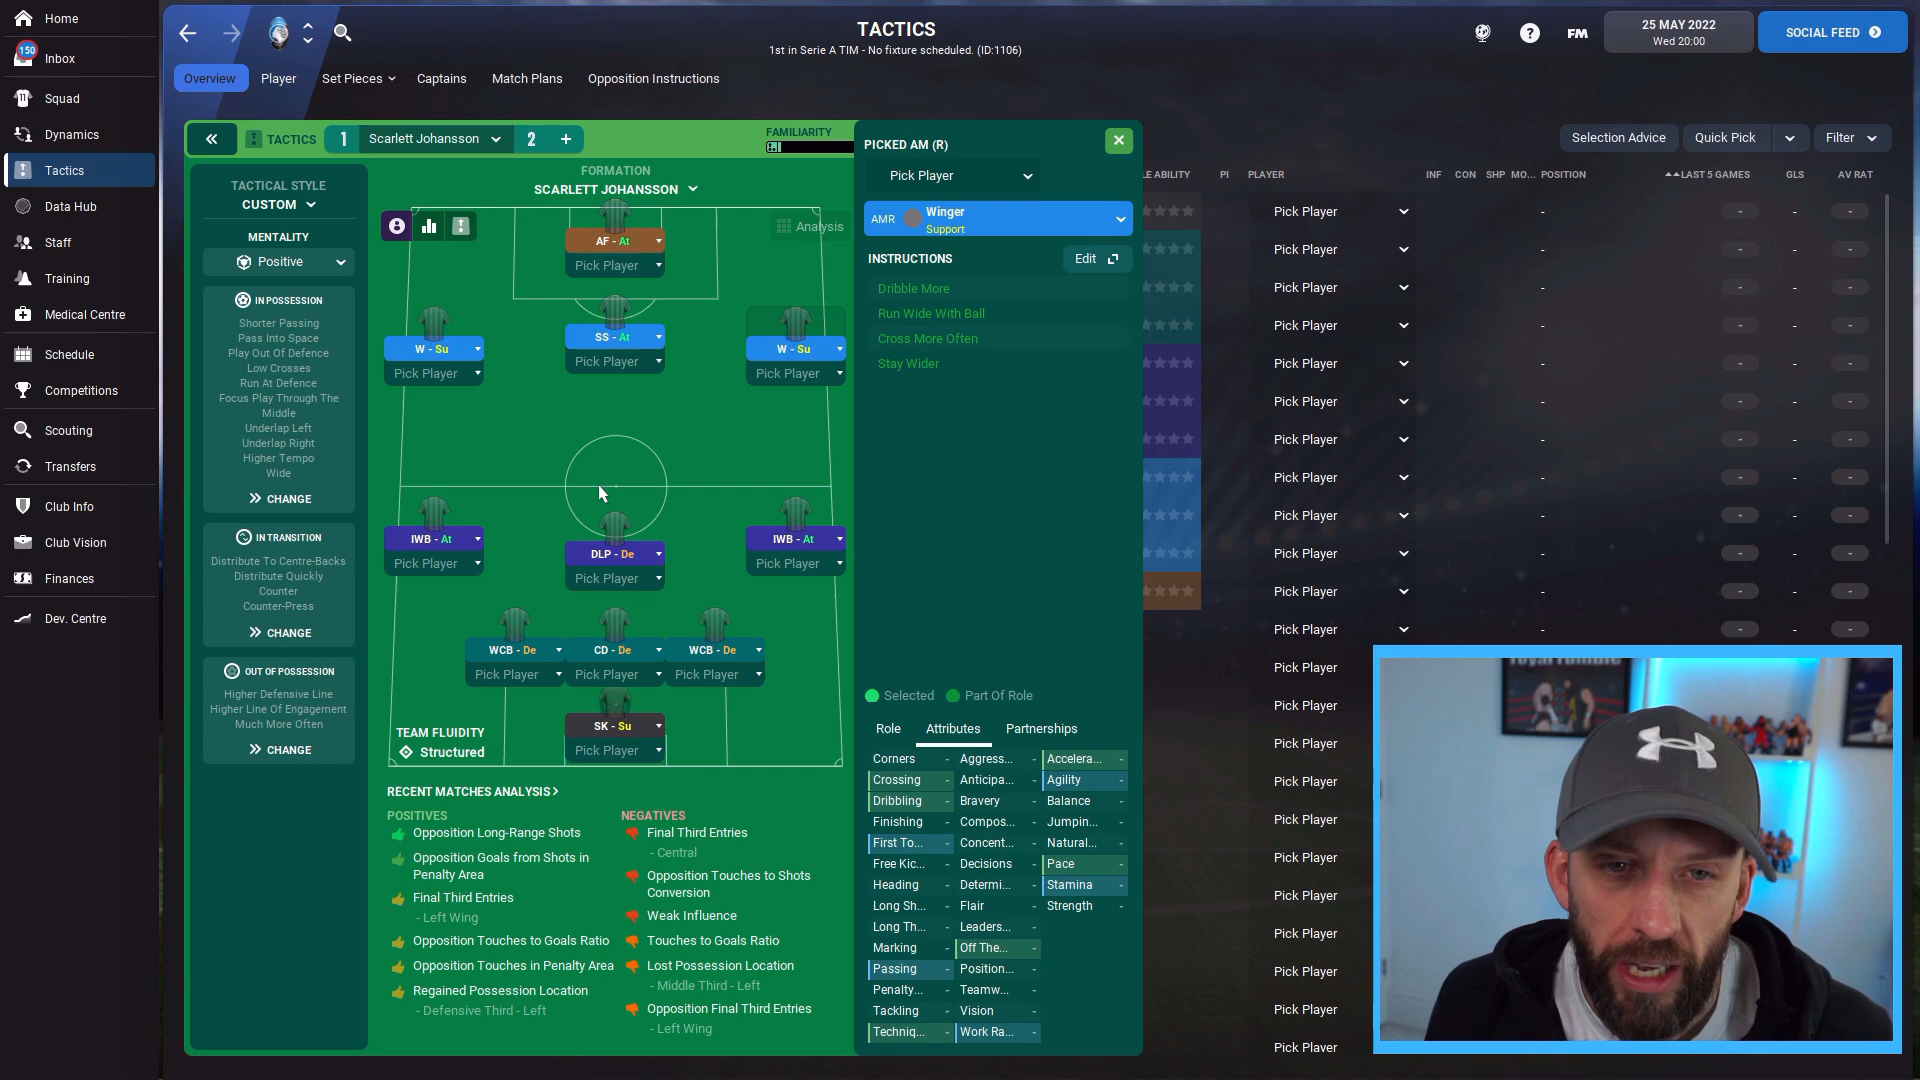 Home
150
Inbox
Squad
Dynamics
Tactics
Data Hub
Staff
Training
Medical Centre
Schedule
Competitions
Scouting
Transfers
Club Info
Club Vision
Finances
Dev. Centre
TACTICS
1st in Serie A TIM - No fixture scheduled. (ID:1106)
FM
25 MAY 2022
Wed 20:00
SOCIAL FEED
Overview
Player
Set Pieces
Captains
Match Plans
Opposition Instructions
TACTICS
1
Scarlett Johansson
2
FAMILIARITY
TACTICAL STYLE
CUSTOM
MENTALITY
Positive
IN POSSESSION
Shorter Passing
Pass Into Space
Play Out Of Defence
Low Crosses
Run At Defence
Focus Play Through The
Middle
Underlap Left
Underlap Right
Higher Tempo
Wide
CHANGE
IN TRANSITION
Distribute To Centre-Backs
Distribute Quickly
Counter
Counter-Press
CHANGE
OUT OF POSSESSION
Higher Defensive Line
Higher Line Of Engagement
Much More Often
CHANGE
FORMATION
SCARLETT JOHANSSON
Analysis
AF - At
Pick Player
W - Su
Pick Player
SS - At
Pick Player
W - Su
Pick Player
IWB - At
Pick Player
DLP - De
Pick Player
IWB - At
Pick Player
WCB - De
Pick Player
CD - De
Pick Player
WCB - De
Pick Player
SK - Su
Pick Player
TEAM FLUIDITY
Structured
RECENT MATCHES ANALYSIS
POSITIVES
Opposition Long-Range Shots
Opposition Goals from Shots in
Penalty Area
Final Third Entries
- Left Wing
Opposition Touches to Goals Ratio
Opposition Touches in Penalty Area
Regained Possession Location
- Defensive Third - Left
NEGATIVES
Final Third Entries
- Central
Opposition Touches to Shots
Conversion
Weak Influence
Touches to Goals Ratio
Lost Possession Location
- Middle Third - Left
Opposition Final Third Entries
- Left Wing
PICKED AM (R)
Pick Player
AMR
Winger
Support
INSTRUCTIONS
Edit
Dribble More
Run Wide With Ball
Cross More Often
Stay Wider
Selected
Part Of Role
Role
Attributes
Partnerships
Corners -
Crossing -
Dribbling -
Finishing -
First To... -
Free Kic... -
Heading -
Long Sh... -
Long Th... -
Marking -
Passing -
Penalty... -
Tackling -
Techniq... -
Aggress... -
Anticipa... -
Bravery -
Compos... -
Concent... -
Decisions -
Determi... -
Flair -
Leaders... -
Off The... -
Position... -
Teamw... -
Vision -
Work Ra... -
Accelera... -
Agility -
Balance -
Jumpin... -
Natural... -
Pace -
Stamina -
Strength -
Selection Advice
Quick Pick
Filter
LE ABILITY
PI
PLAYER
INF
CON
SHP
MO...
POSITION
LAST 5 GAMES
GLS
AV RAT
Pick Player - - - -
Pick Player - - - -
Pick Player - - - -
Pick Player - - - -
Pick Player - - - -
Pick Player - - - -
Pick Player - - - -
Pick Player - - - -
Pick Player - - - -
Pick Player - - - -
Pick Player - - - -
Pick Player - - - -
Pick Player
Pick Player
Pick Player
Pick Player
Pick Player
Pick Player
Pick Player
Pick Player
Pick Player
Pick Player
Pick Player
royal rumble